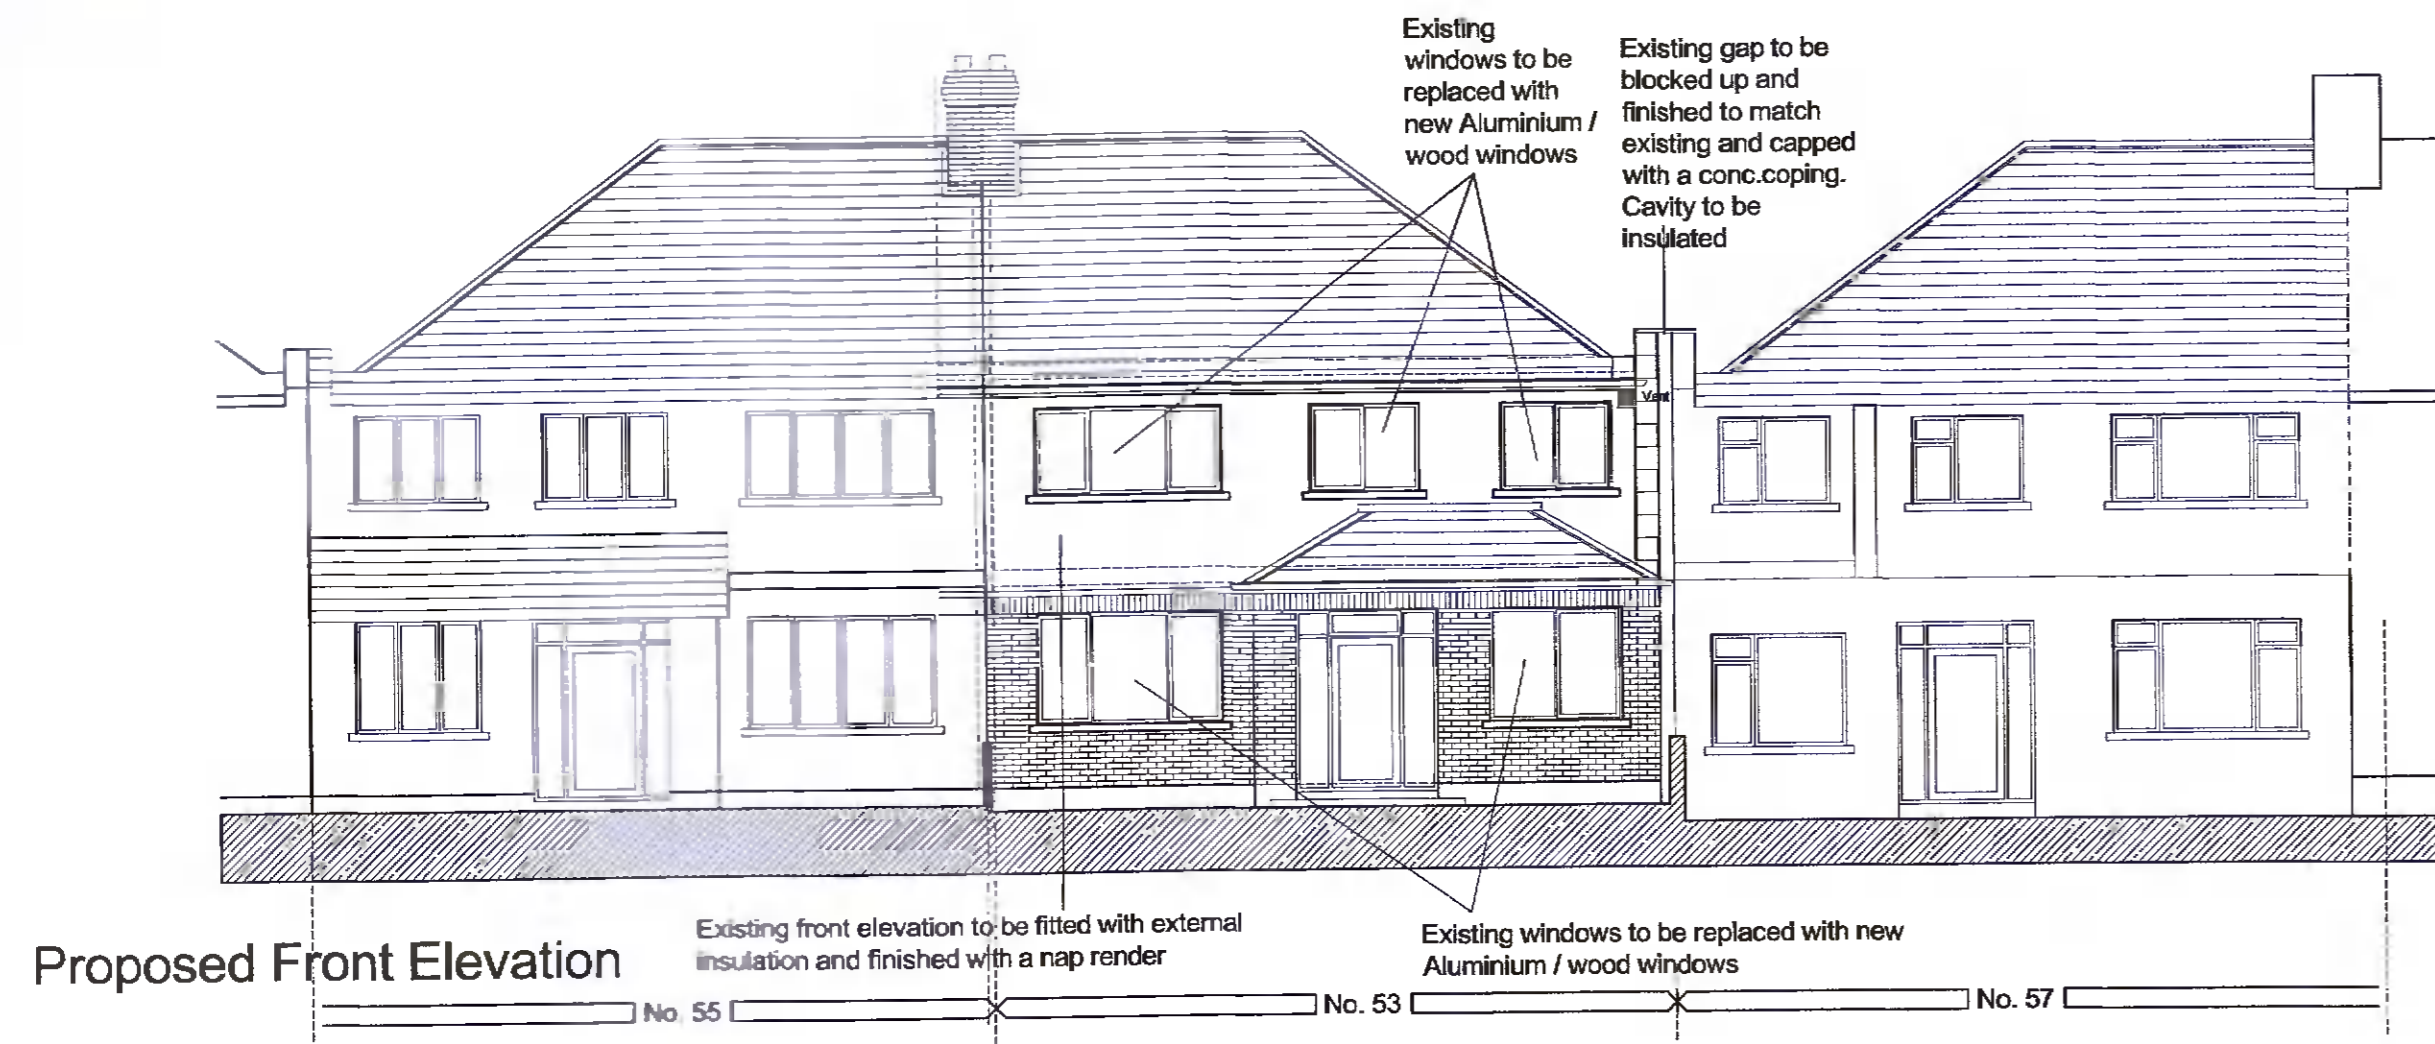 Existing
windows to be
replaced with
new Aluminium /
wood windows
Existing gap to be
blocked up and
finished to match
existing and capped
with a conc.coping.
Cavity to be
insulated
Vent
Existing front elevation to be fitted with external
insulation and finished with a nap render
Existing windows to be replaced with new
Aluminium / wood windows
Proposed Front Elevation
No. 55
No. 53
No. 57